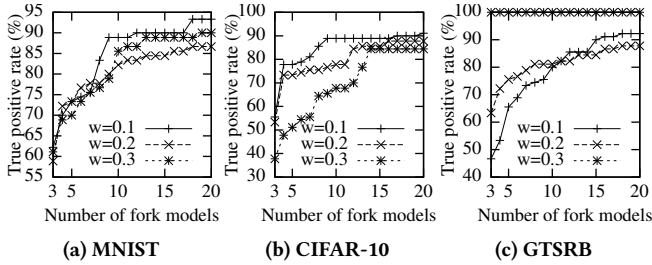 True positive rate (%)
95
90
85
80
75
70
65
60
55
w=0.1
w=0.2
w=0.3
3 5 10 15 20
Number of fork models
(a) MNIST
True positive rate (%)
100
90
80
70
60
50
40
30
w=0.1
w=0.2
w=0.3
3 5 10 15 20
Number of fork models
(b) CIFAR-10
True positive rate (%)
100
90
80
70
60
50
40
w=0.1
w=0.2
w=0.3
3 5 10 15 20
Number of fork models
(c) GTSRB